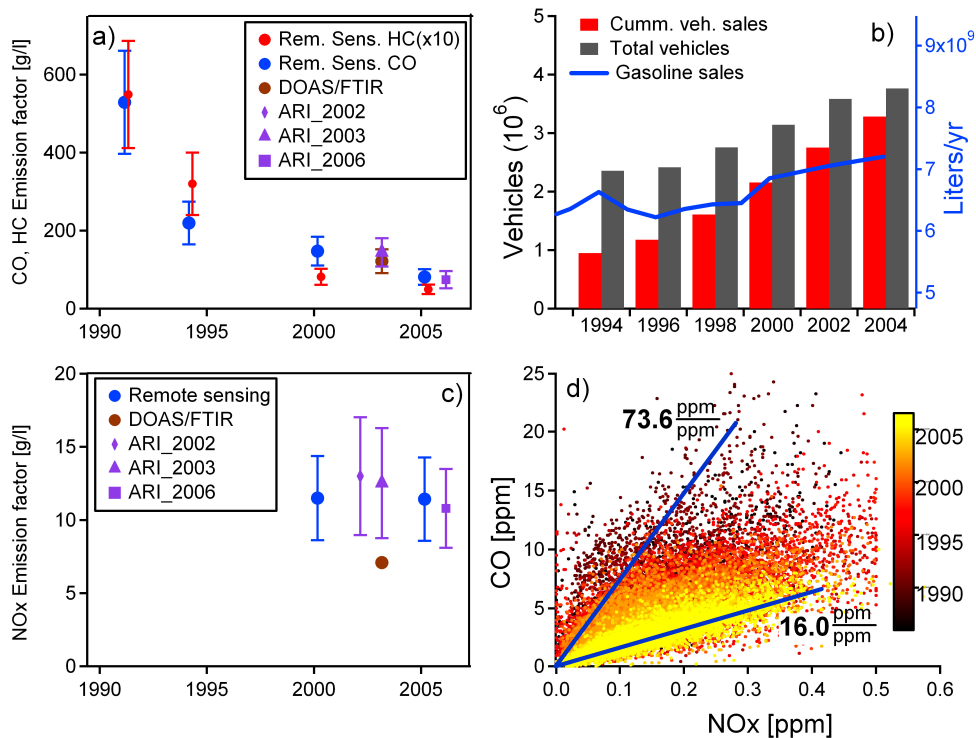 a)
CO, HC Emission factor [g/l]
600
400
200
0
1990
1995
2000
2005
Rem. Sens. HC(x10)
Rem. Sens. CO
DOAS/FTIR
ARI_2002
ARI_2003
ARI_2006
b)
Cumm. veh. sales
Total vehicles
Gasoline sales
Vehicles (10⁶)
5
4
3
2
1
0
1994
1996
1998
2000
2002
2004
9x10⁹
8
7
6
5
Liters/yr
c)
NOx Emission factor [g/l]
20
15
10
5
0
1990
1995
2000
2005
Remote sensing
DOAS/FTIR
ARI_2002
ARI_2003
ARI_2006
d)
CO [ppm]
25
20
15
10
5
0
0.0
0.1
0.2
0.3
0.4
0.5
0.6
NOx [ppm]
73.6 ppm/ppm
16.0 ppm/ppm
2005
2000
1995
1990